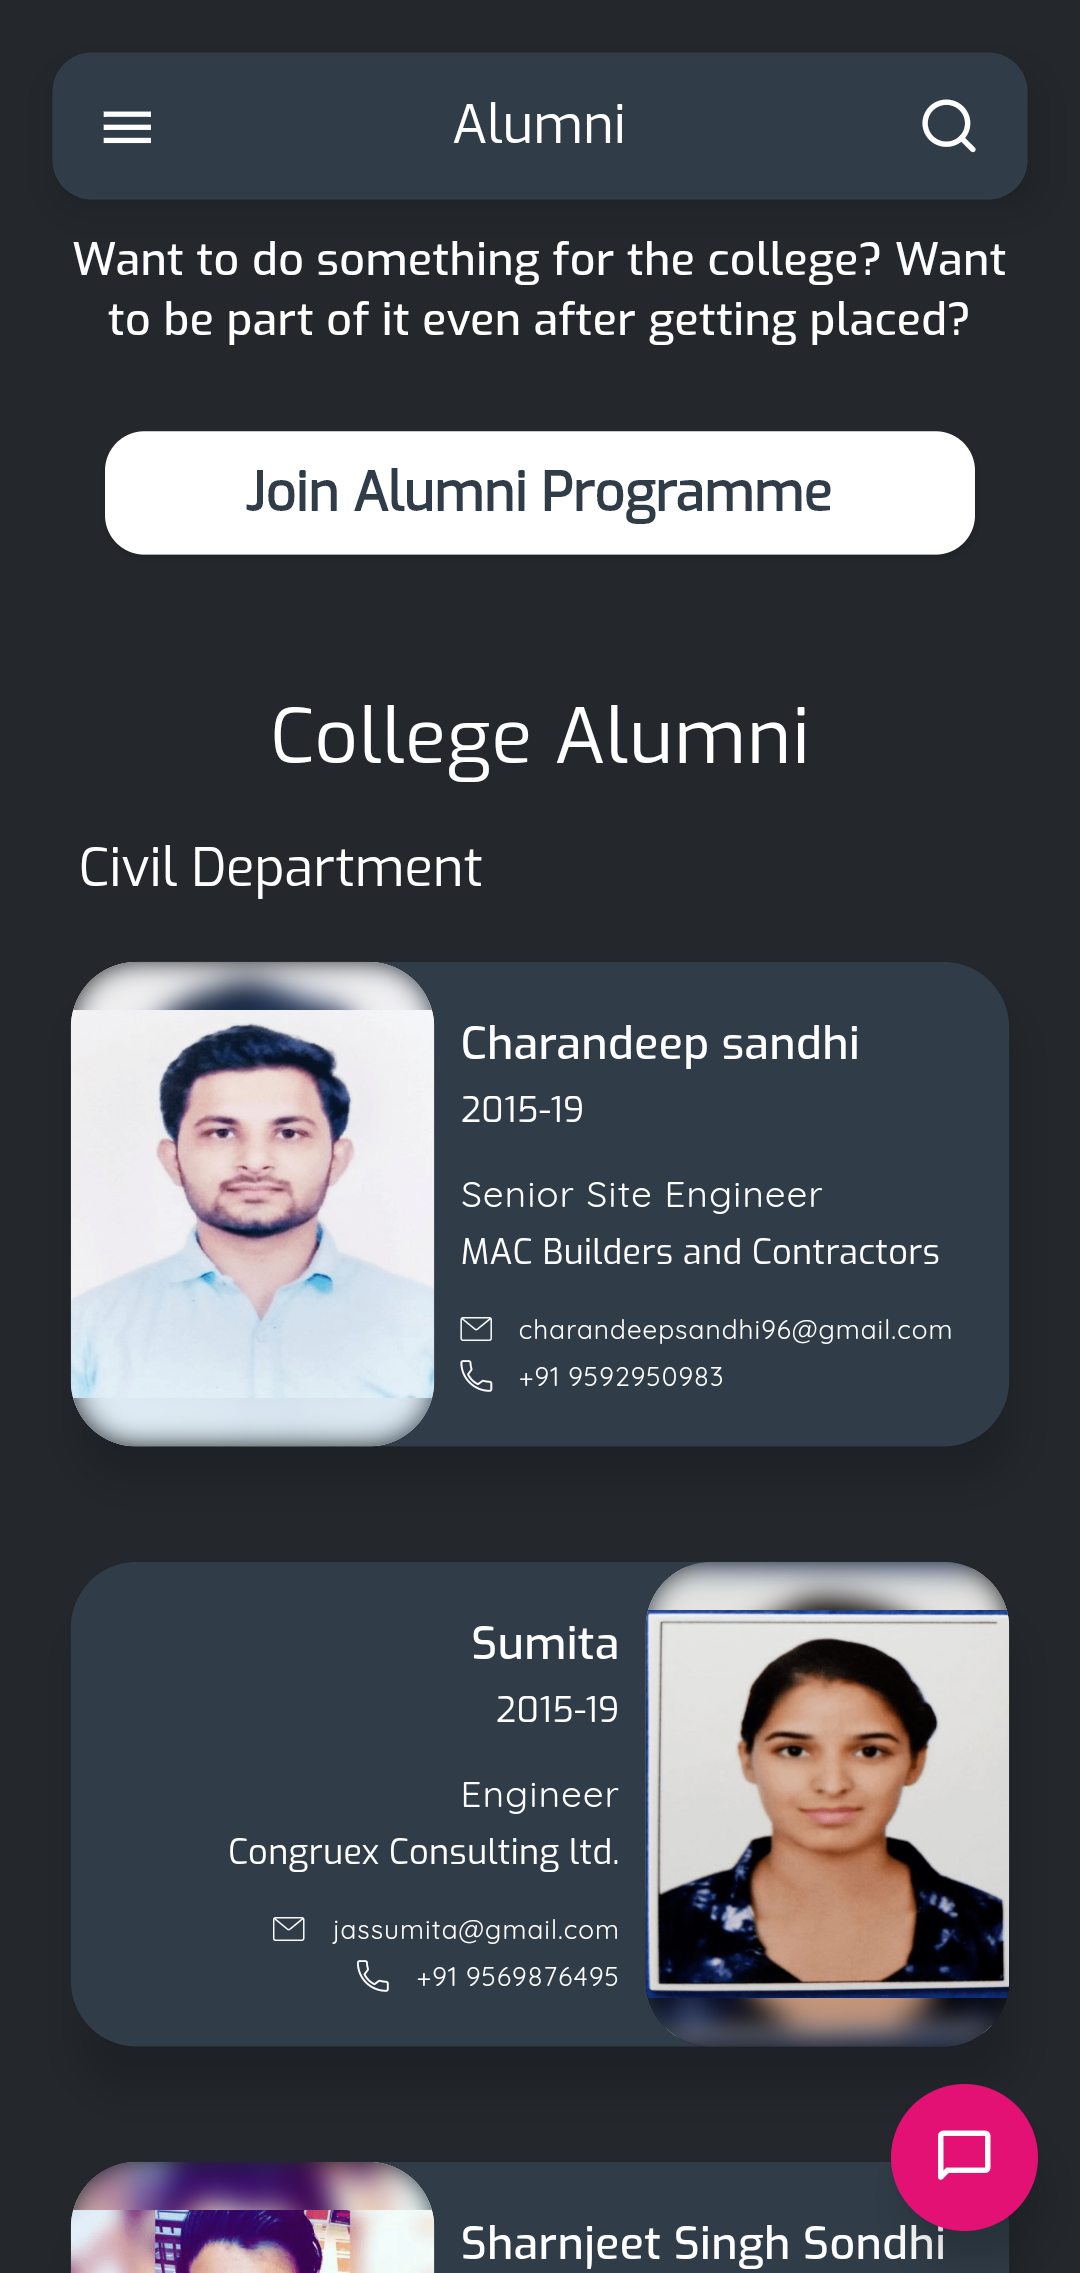 Alumni
Want to do something for the college? Want
to be part of it even after getting placed?
Join Alumni Programme
College Alumni
Civil Department
Charandeep sandhi
2015-19
Senior Site Engineer
MAC Builders and Contractors
charandeepsandhi96@gmail.com
+91 9592950983
Sumita
2015-19
Engineer
Congruex Consulting ltd.
jassumita@gmail.com
+91 9569876495
Sharnjeet Singh Sondhi